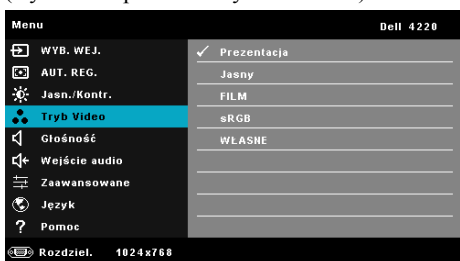 Menu Dell 4220
WYB. WEJ. ✓ Prezentacja
AUT. REG. Jasny
Jasn./Kontr. FILM
Tryb Video sRGB
Głośność WŁASNE
Wejście audio
Zaawansowane
Język
? Pomoc
Rozdziel. 1024x768